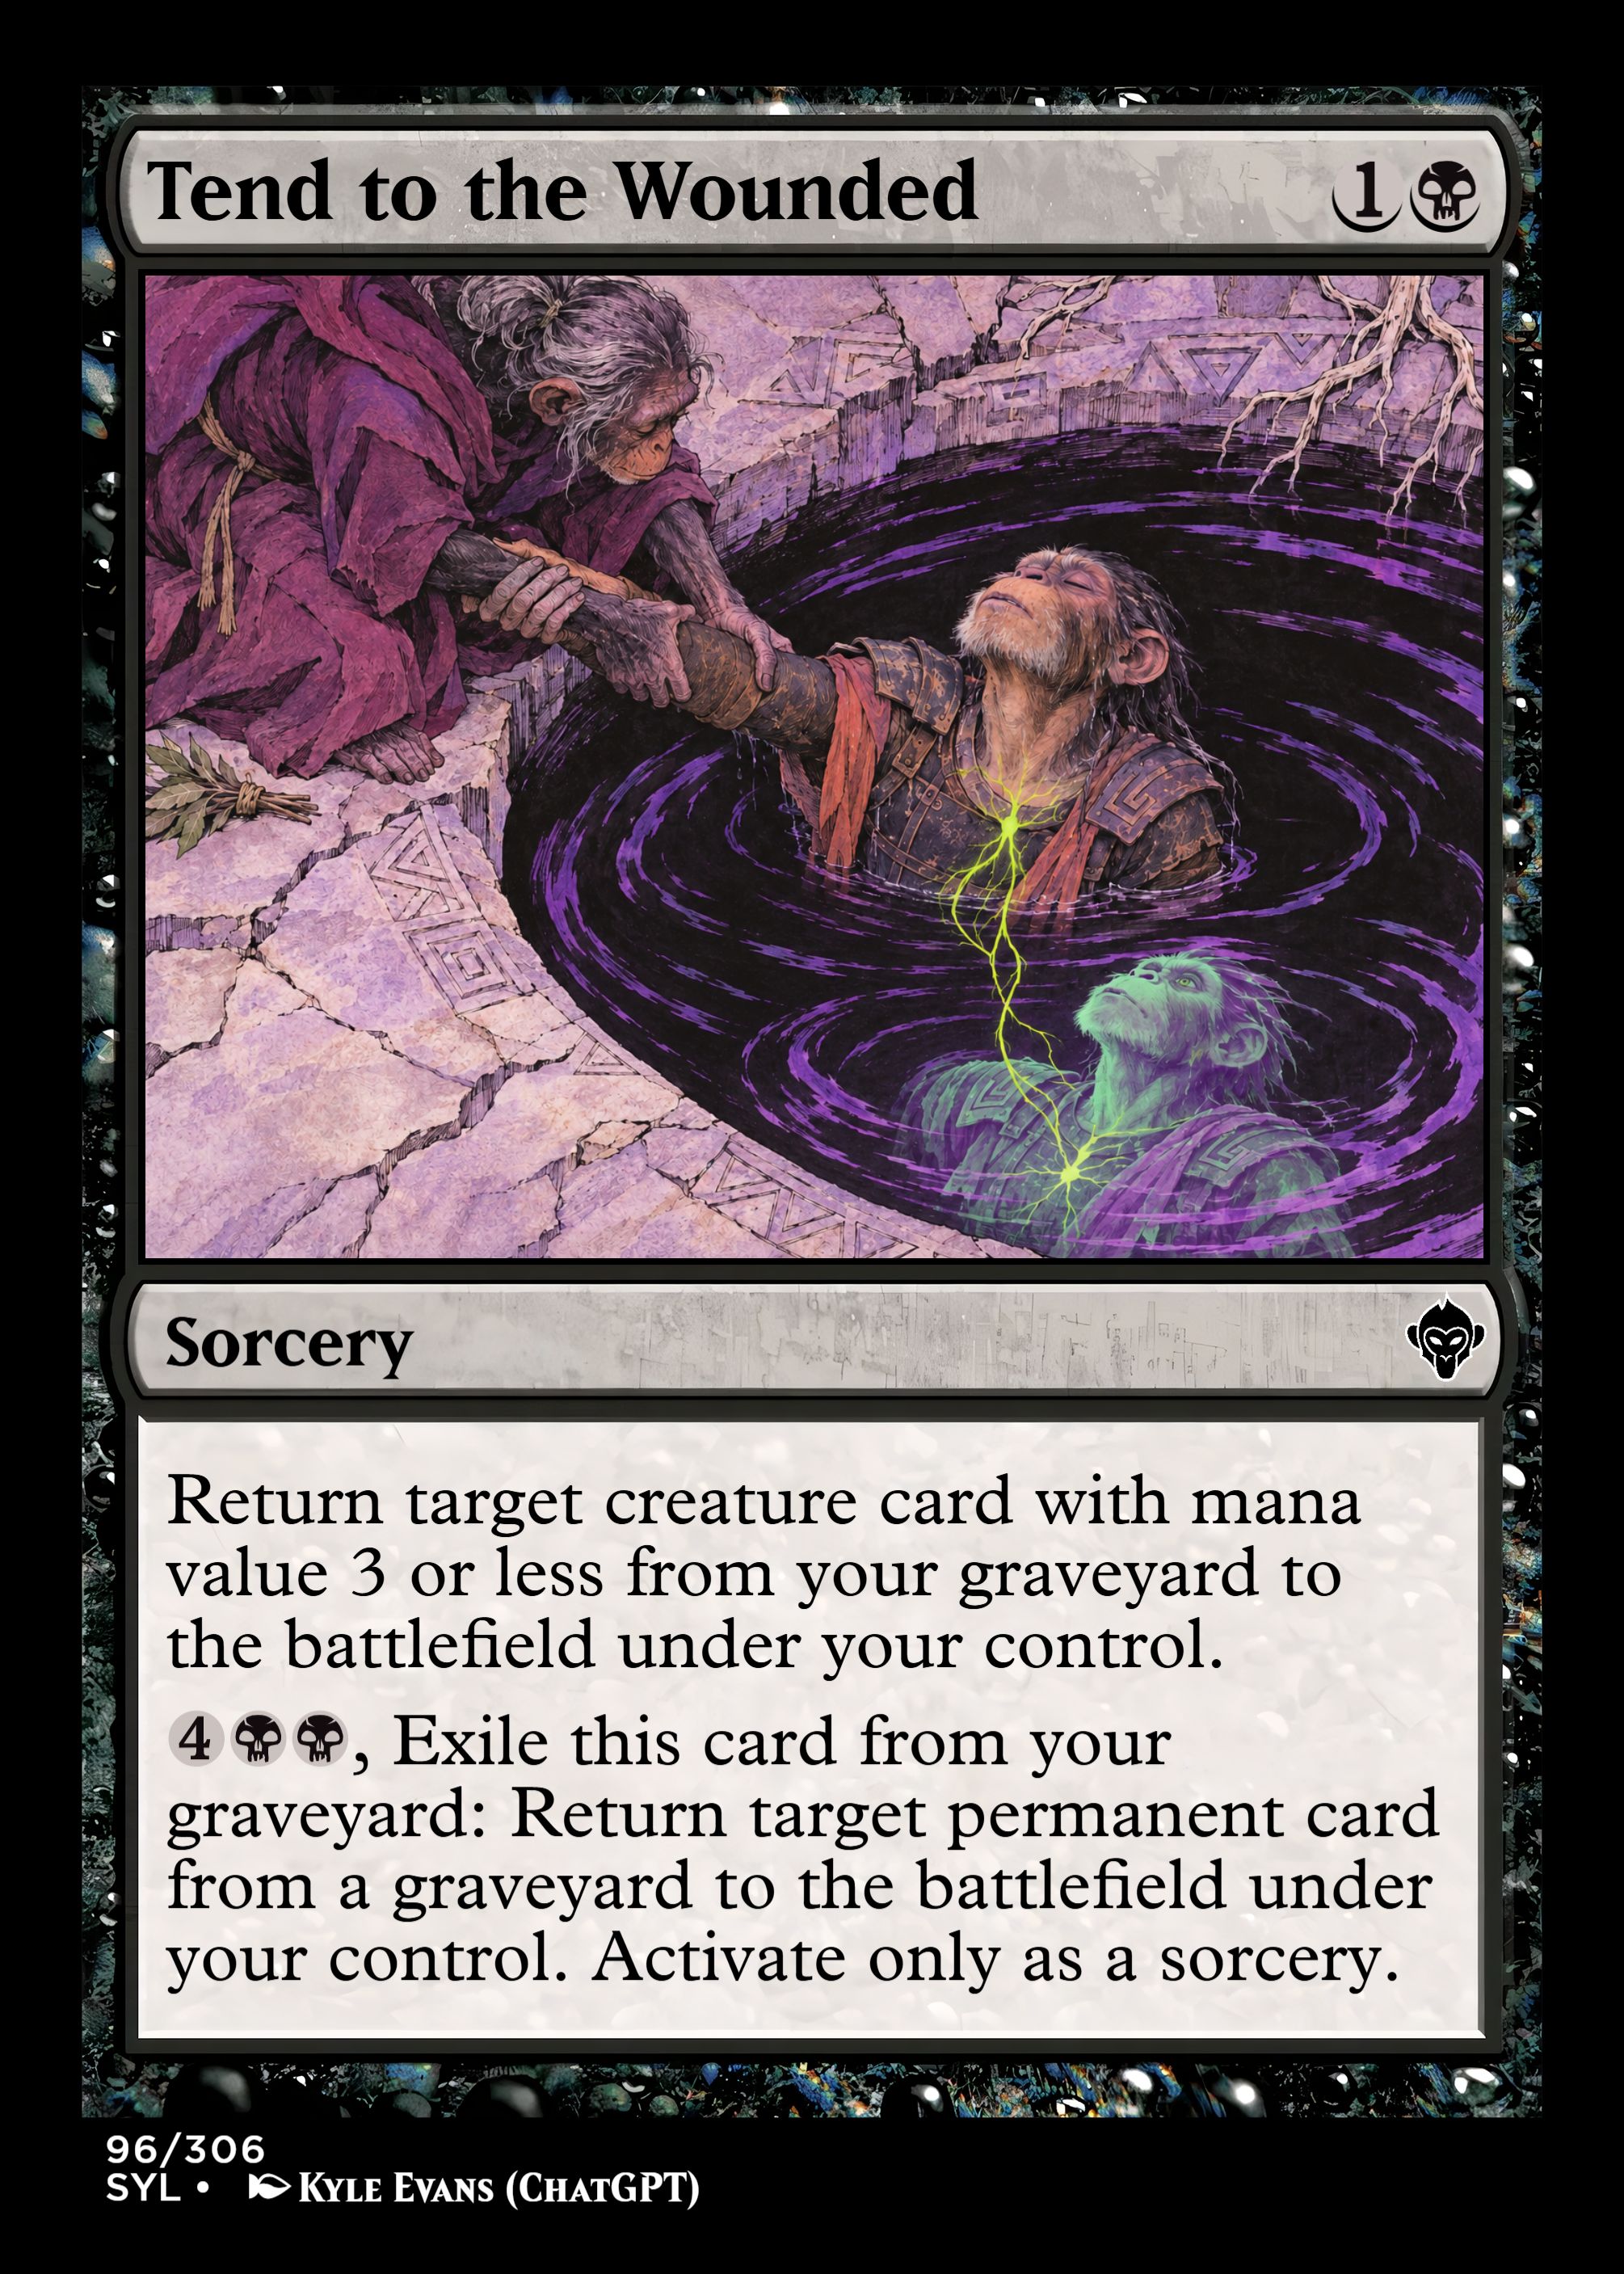 Tend to the Wounded 1
Sorcery
Return target creature card with mana
value 3 or less from your graveyard to
the battlefield under your control.
4, Exile this card from your
graveyard: Return target permanent card
from a graveyard to the battlefield under
your control. Activate only as a sorcery.
96/306
SYL • Kyle Evans (ChatGPT)